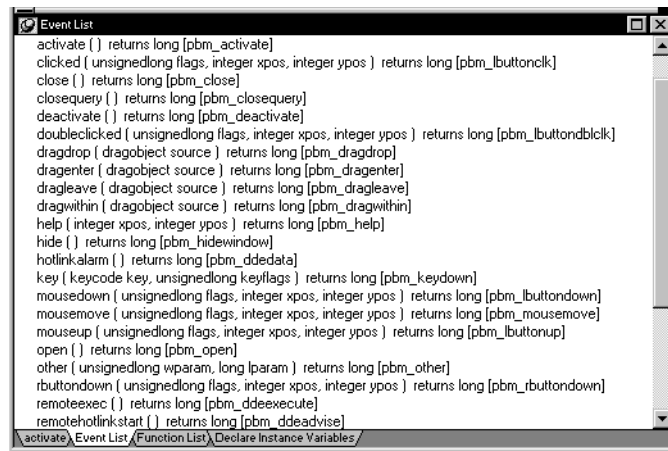 Event List
activate ( ) returns long [pbm_activate]
clicked ( unsignedlong flags, integer xpos, integer ypos ) returns long [pbm_lbuttonclk]
close ( ) returns long [pbm_close]
closequery ( ) returns long [pbm_closequery]
deactivate ( ) returns long [pbm_deactivate]
doubleclicked ( unsignedlong flags, integer xpos, integer ypos ) returns long [pbm_lbuttondblclk]
dragdrop ( dragobject source ) returns long [pbm_dragdrop]
dragenter ( dragobject source ) returns long [pbm_dragenter]
dragleave ( dragobject source ) returns long [pbm_dragleave]
dragwithin ( dragobject source ) returns long [pbm_dragwithin]
help ( integer xpos, integer ypos ) returns long [pbm_help]
hide ( ) returns long [pbm_hidewindow]
hotlinkalarm ( ) returns long [pbm_ddedata]
key ( keycode key, unsignedlong keyflags ) returns long [pbm_keydown]
mousedown ( unsignedlong flags, integer xpos, integer ypos ) returns long [pbm_lbuttondown]
mousemove ( unsignedlong flags, integer xpos, integer ypos ) returns long [pbm_mousemove]
mouseup ( unsignedlong flags, integer xpos, integer ypos ) returns long [pbm_lbuttonup]
open ( ) returns long [pbm_open]
other ( unsignedlong wparam, long lparam ) returns long [pbm_other]
rbuttondown ( unsignedlong flags, integer xpos, integer ypos ) returns long [pbm_rbuttondown]
remoteexec ( ) returns long [pbm_ddeexecute]
remotehotlinkstart ( ) returns long [pbm_ddeadvise]
activate Event List Function List Declare Instance Variables